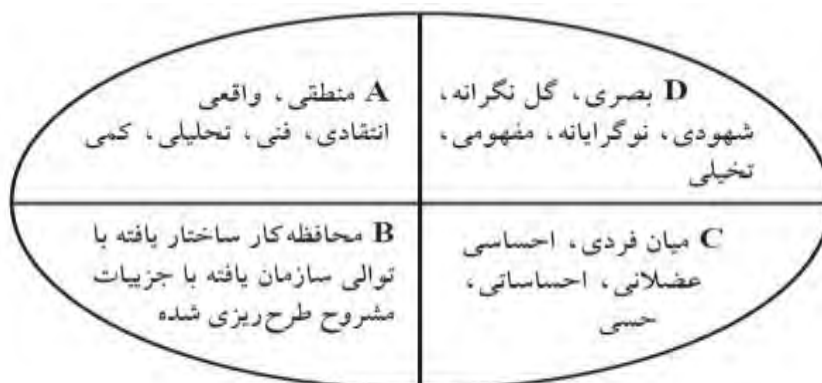 A منطقی، واقعی
انتقادی، فنی، تحلیلی، کمی
D بصری، گل نگرانه،
شهودی، نوگرایانه، مفهومی،
تخیلی
B محافظه‌کار ساختار یافته با
توالی سازمان یافته با جزییات
مشروح طرح‌ریزی شده
C میان فردی، احساسی
عضلانی، احساساتی،
حسی